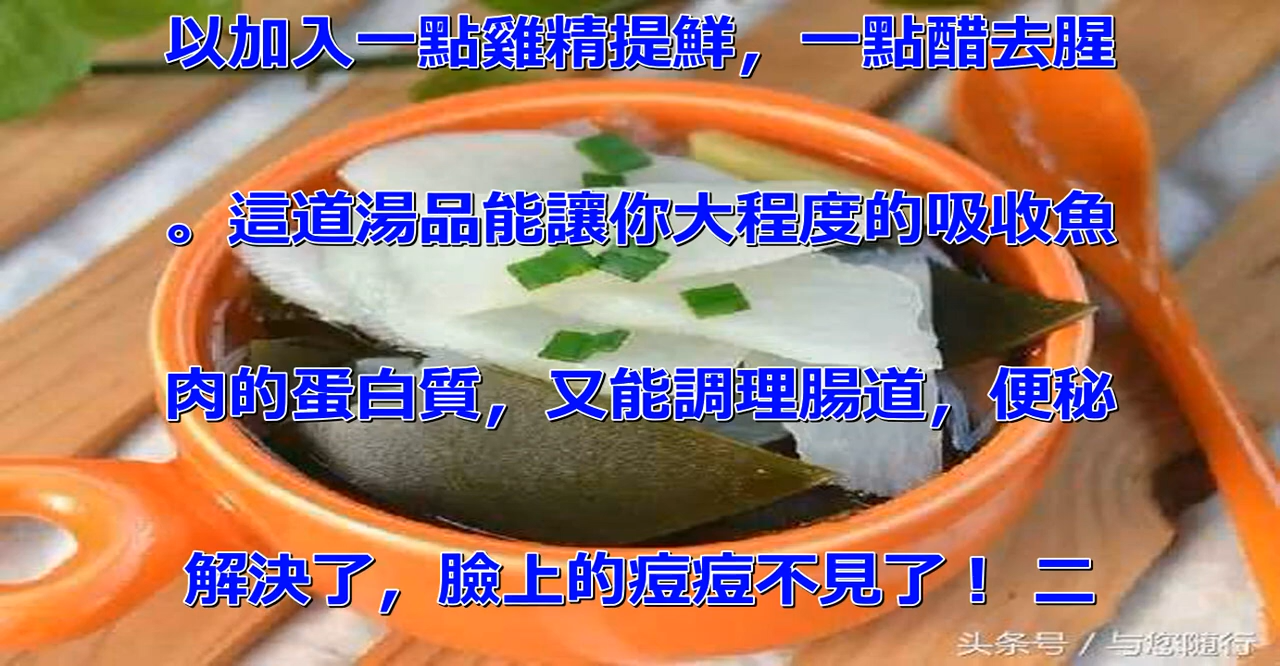 以加入一點雞精提鮮，一點醋去腥
。這道湯品能讓你大程度的吸收魚
肉的蛋白質，又能調理腸道，便秘
解決了，臉上的痘痘不見了！ 二
头条号 / 与悠随行